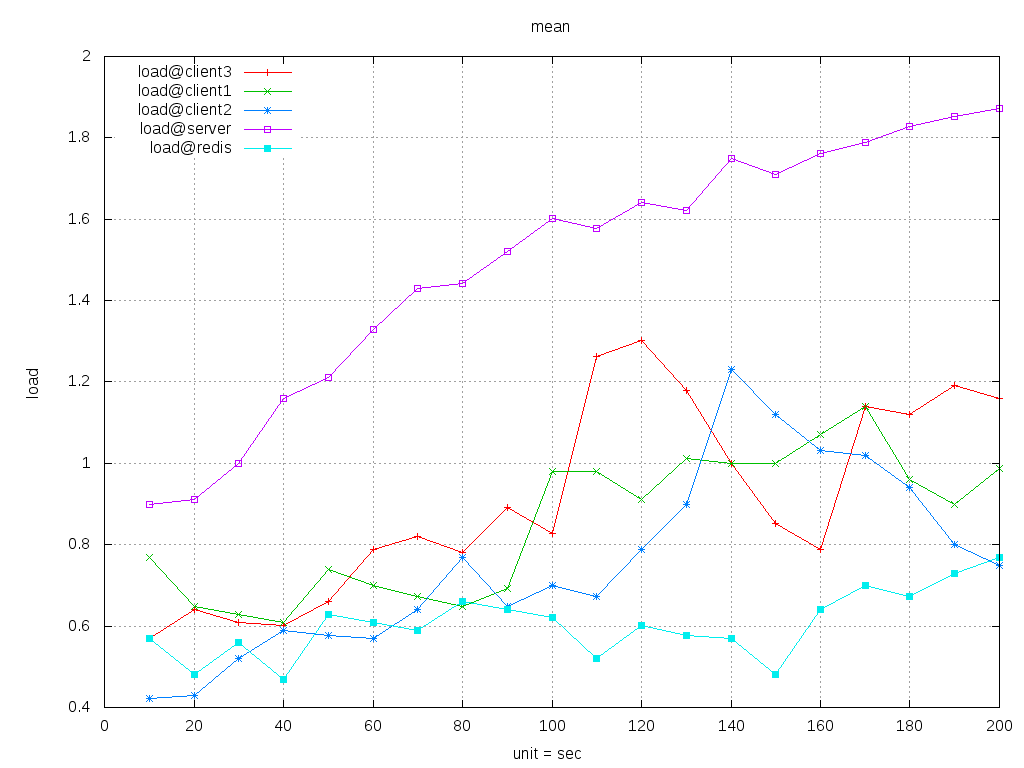 mean
2
load@client3
load@client1
load@client2
load@server
load@redis
1.8
1.6
1.4
1.2
load
1
0.8
0.6
0.4
0 20 40 60 80 100 120 140 160 180 200
unit = sec